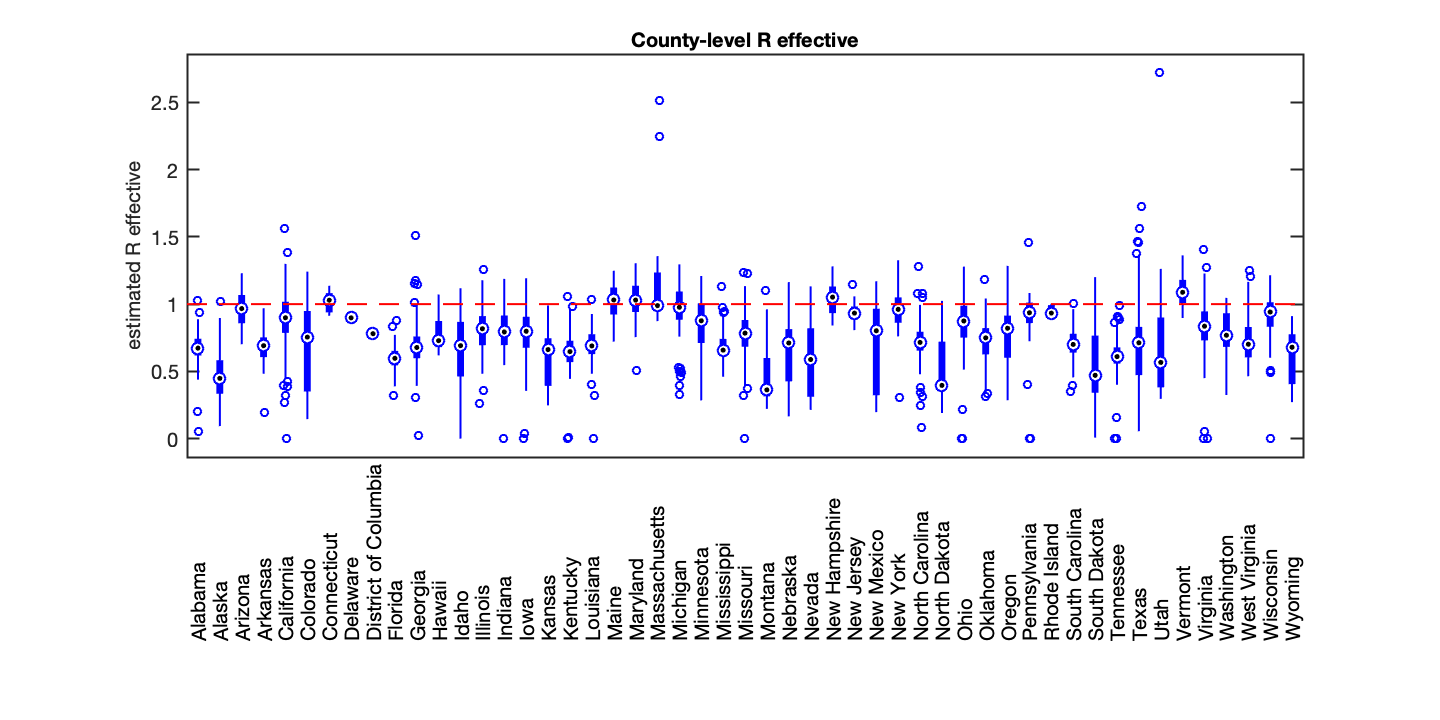 County-level R effective
estimated R effective
2.5
2
1.5
1
0.5
0
Alabama
Alaska
Arizona
Arkansas
California
Colorado
Connecticut
Delaware
District of Columbia
Florida
Georgia
Hawaii
Idaho
Illinois
Indiana
Iowa
Kansas
Kentucky
Louisiana
Maine
Maryland
Massachusetts
Michigan
Minnesota
Mississippi
Missouri
Montana
Nebraska
Nevada
New Hampshire
New Jersey
New Mexico
New York
North Carolina
North Dakota
Ohio
Oklahoma
Oregon
Pennsylvania
Rhode Island
South Carolina
South Dakota
Tennessee
Texas
Utah
Vermont
Virginia
Washington
West Virginia
Wisconsin
Wyoming